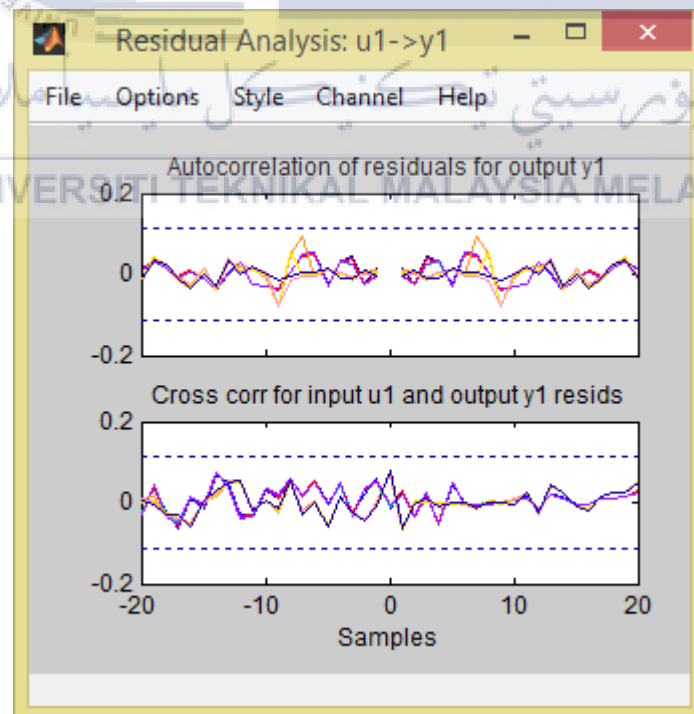 Residual Analysis: u1->y1
File Options Style Channel Help
Autocorrelation of residuals for output y1
0.2
0
-0.2
Cross corr for input u1 and output y1 resids
0.2
0
-0.2
-20 -10 0 10 20
Samples
TEKNIKAL MALAYSIA